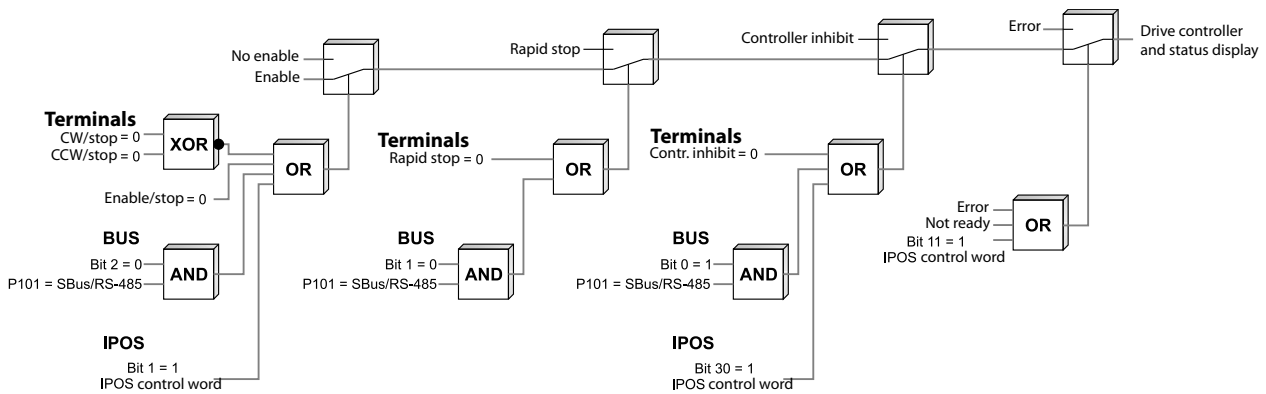 No enable
Enable
Terminals
CW/stop = 0
CCW/stop = 0
XOR
OR
Enable/stop = 0
BUS
Bit 2 = 0
P101 = SBus/RS-485
AND
IPOS
Bit 1 = 1
IPOS control word
Rapid stop
Terminals
Rapid stop = 0
OR
BUS
Bit 1 = 0
P101 = SBus/RS-485
AND
Controller inhibit
Terminals
Contr. inhibit = 0
OR
BUS
Bit 0 = 1
P101 = SBus/RS-485
AND
IPOS
Bit 30 = 1
IPOS control word
Error
Drive controller
and status display
Error
Not ready
Bit 11 = 1
IPOS control word
OR